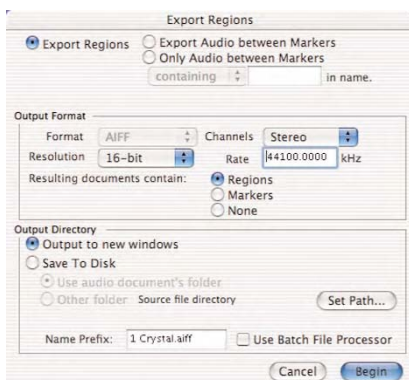 Export Regions
Export Regions
Export Audio between Markers
Only Audio between Markers
containing in name.
Output Format
Format AIFF Channels Stereo
Resolution 16-bit Rate 44100.0000 kHz
Resulting documents contain: Regions
Markers
None
Output Directory
Output to new windows
Save To Disk
Use audio document's folder
Other folder Source file directory Set Path...
Name Prefix: 1 Crystal.aiff Use Batch File Processor
Cancel Begin